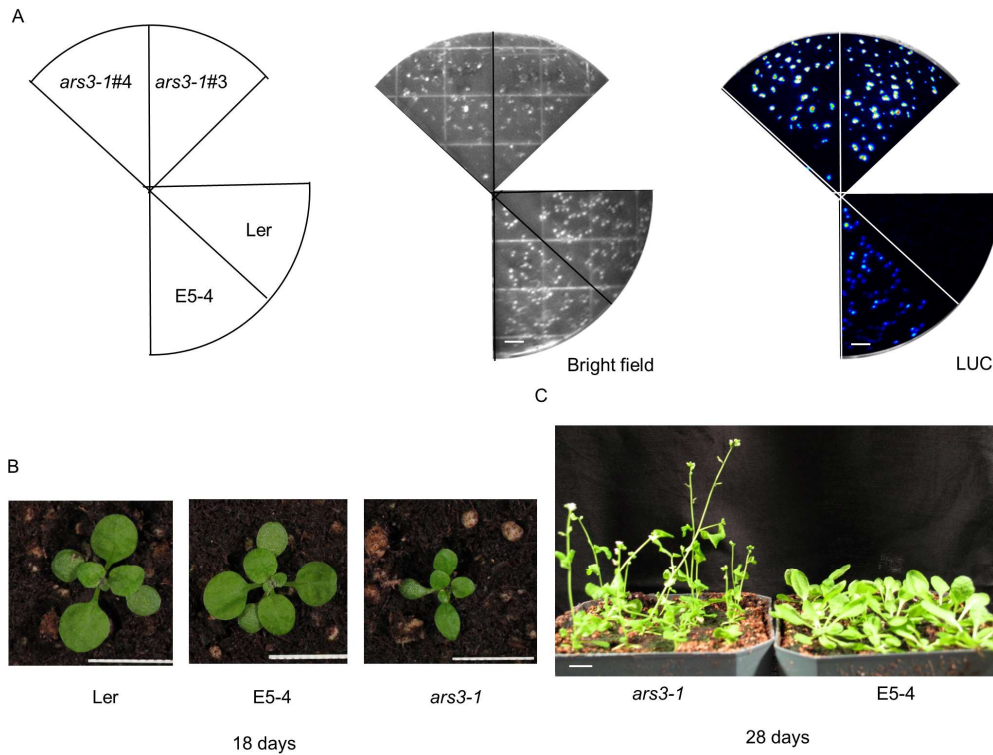 A
ars3-1#4
ars3-1#3
Ler
E5-4
Bright field
LUC
B
Ler
E5-4
ars3-1
18 days
C
ars3-1
E5-4
28 days